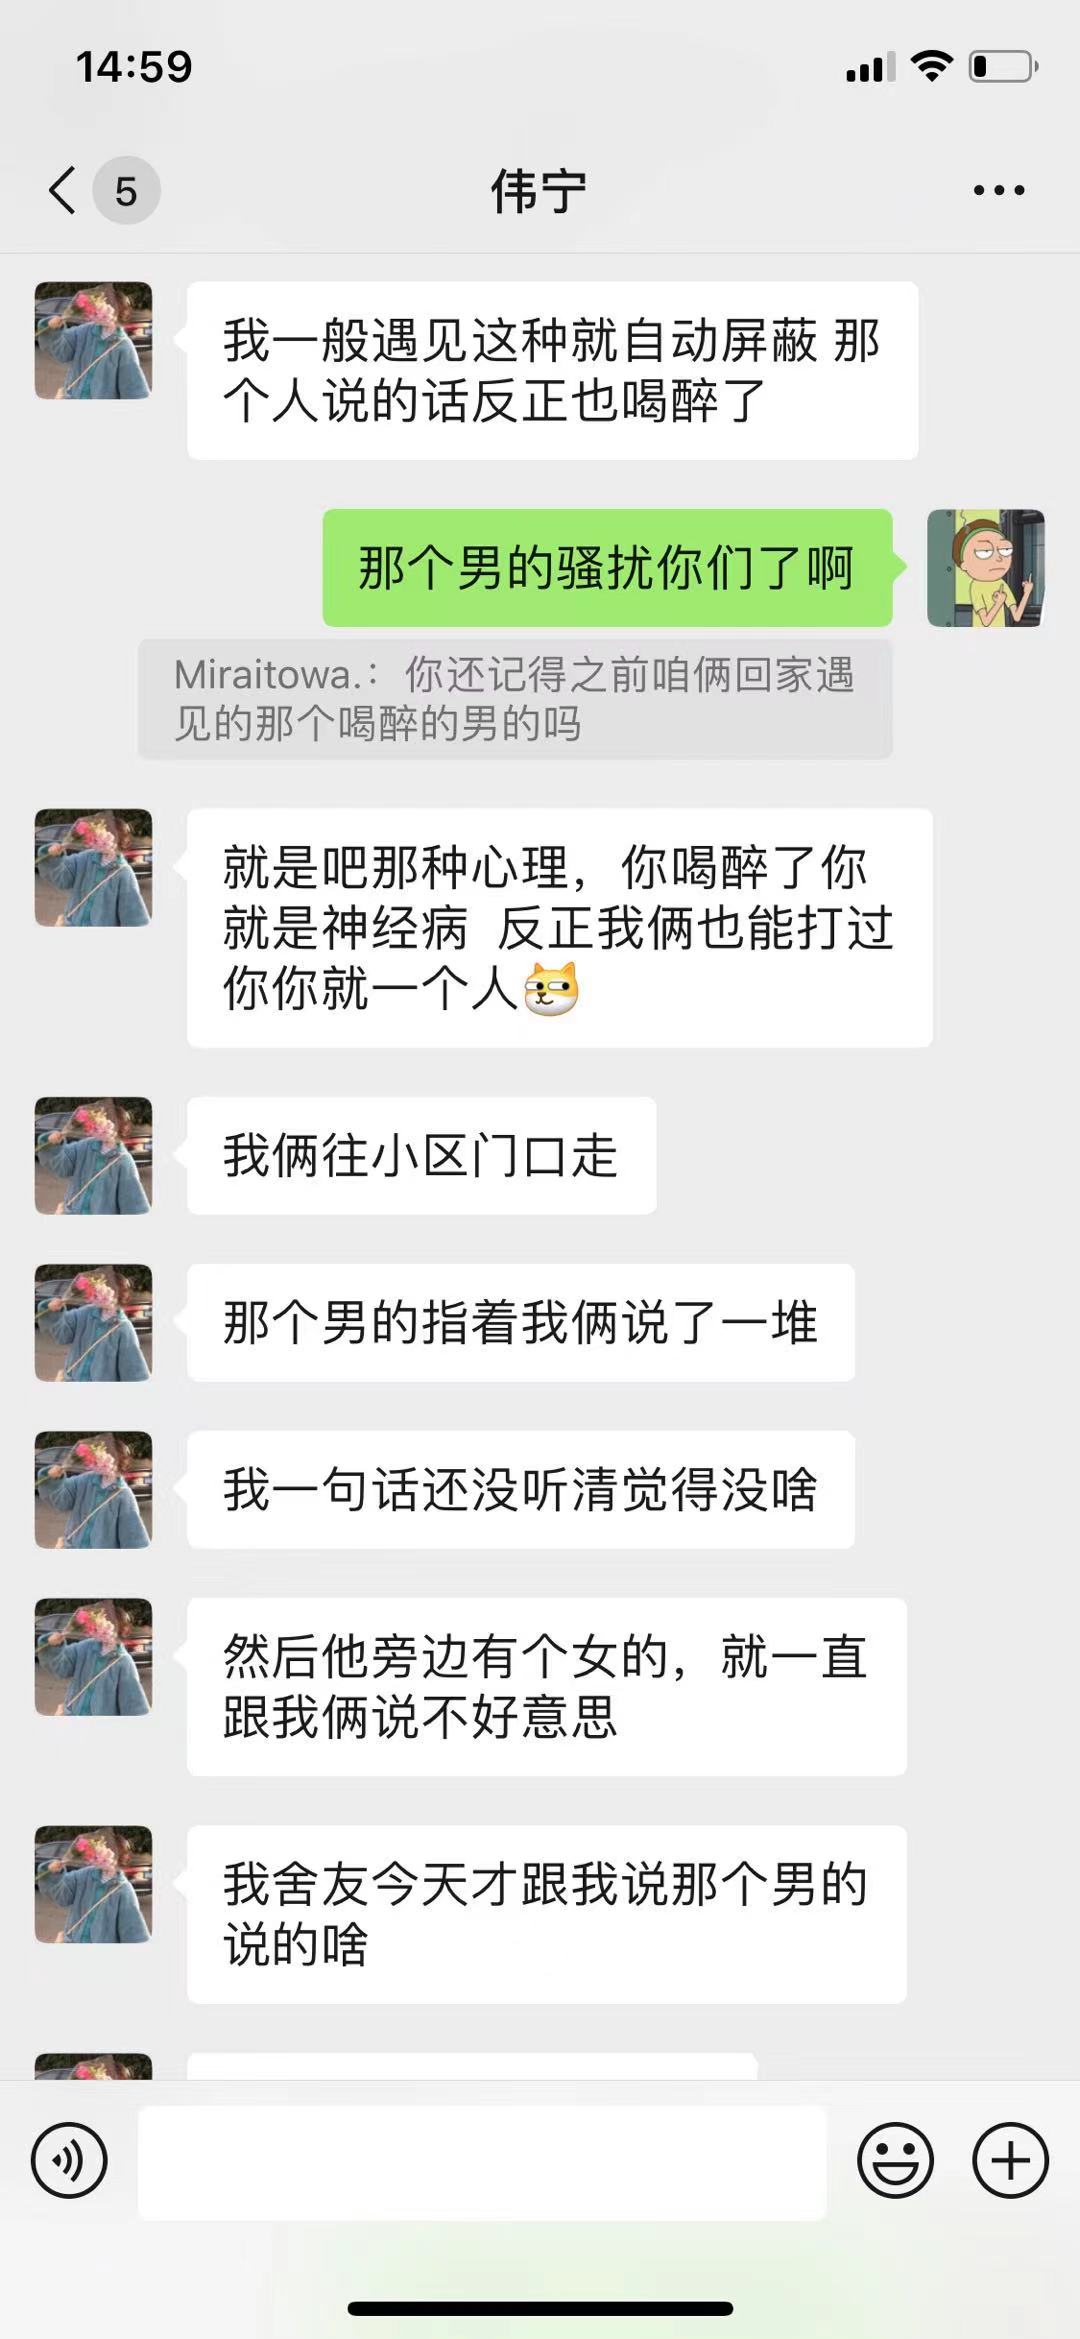 14:59
5
伟宁
我一般遇见这种就自动屏蔽 那
个人说的话反正也喝醉了
那个男的骚扰你们了啊
Miraitowa.：你还记得之前咱俩回家遇
见的那个喝醉的男的吗
就是吧那种心理，你喝醉了你
就是神经病 反正我俩也能打过
你你就一个人
我俩往小区门口走
那个男的指着我俩说了一堆
我一句话还没听清觉得没啥
然后他旁边有个女的，就一直
跟我俩说不好意思
我舍友今天才跟我说那个男的
说的啥